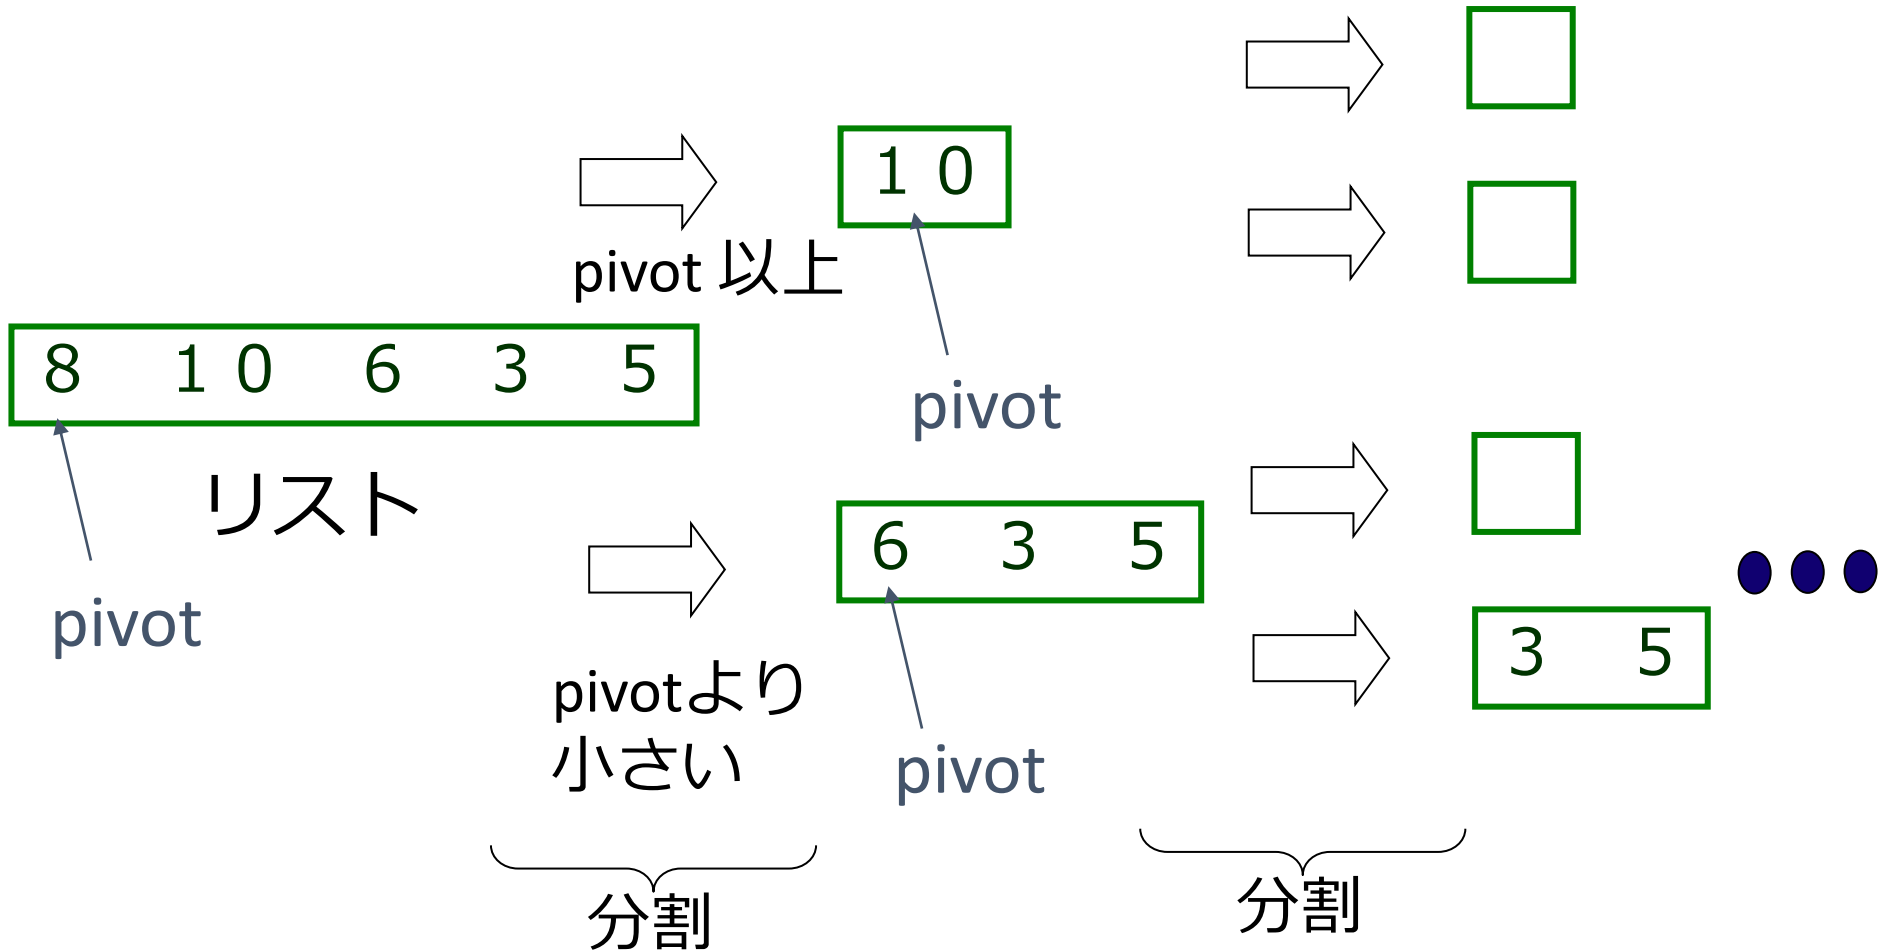 １０
pivot 以上
８　１０　６　３　５
pivot
リスト
６　３　５
pivot
３　５
pivotより
小さい
pivot
分割
分割